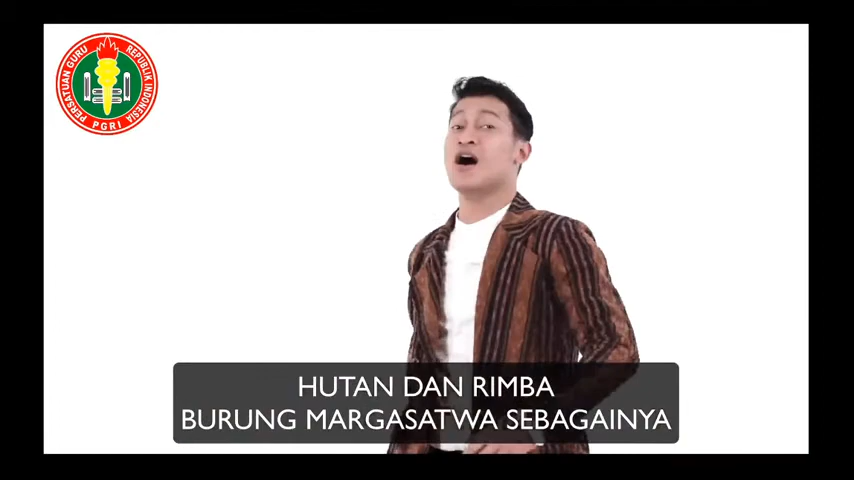 PERSATUAN GURU REPUBLIK INDONESIA
PGRI
HUTAN DAN RIMBA
BURUNG MARGASATWA SEBAGAINYA